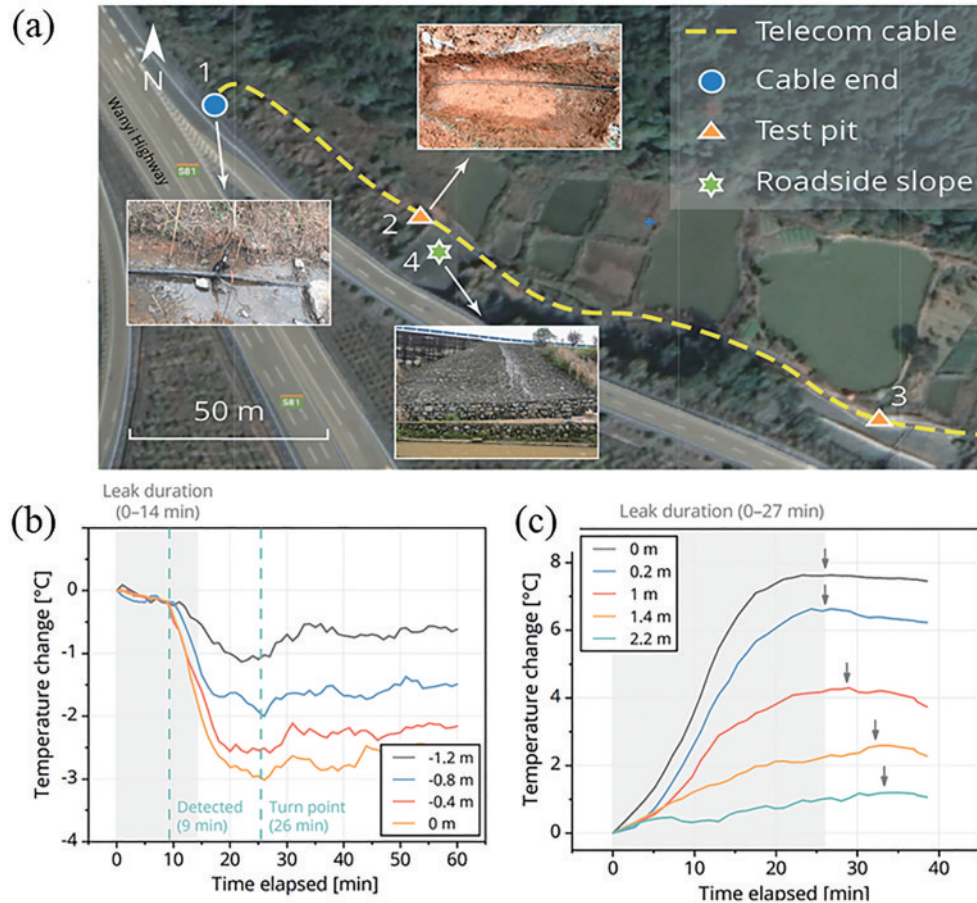 (a)
N
1
2
4
3
Wanyi Highway
S81
S81
50 m
Telecom cable
Cable end
Test pit
Roadside slope
(b)
Leak duration
(0–14 min)
Temperature change [°C]
0
-1
-2
-3
-4
Detected
(9 min)
Turn point
(26 min)
-1.2 m
-0.8 m
-0.4 m
0 m
0 10 20 30 40 50 60
Time elapsed [min]
(c)
Leak duration (0–27 min)
Temperature change [°C]
8
6
4
2
0
0 m
0.2 m
1 m
1.4 m
2.2 m
0 10 20 30 40
Time elapsed [min]